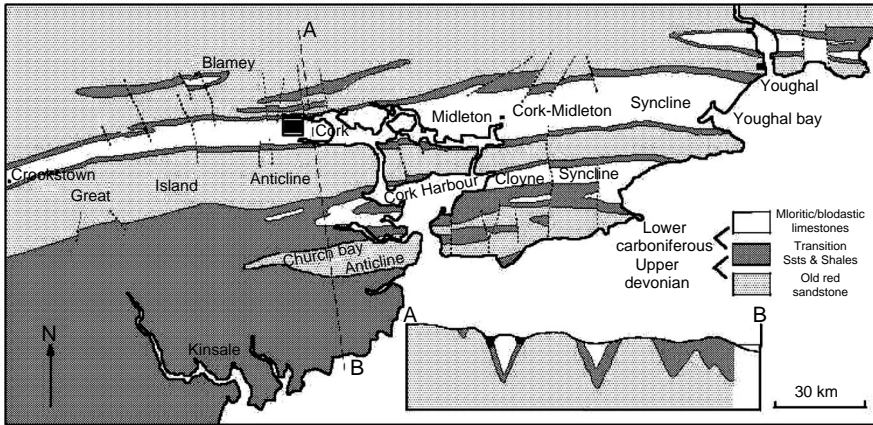 A
Blamey
Youghal
Youghal bay
Syncline
Cork-Midleton
Midleton
Cork
Crookstown
Great
Island
Anticline
Cork Harbour
Cloyne
Syncline
Church bay
Anticline
Lower
carboniferous
Upper
devonian
Mloritic/blodastic
limestones
Transition
Ssts & Shales
Old red
sandstone
N
Kinsale
B
A
B
30 km